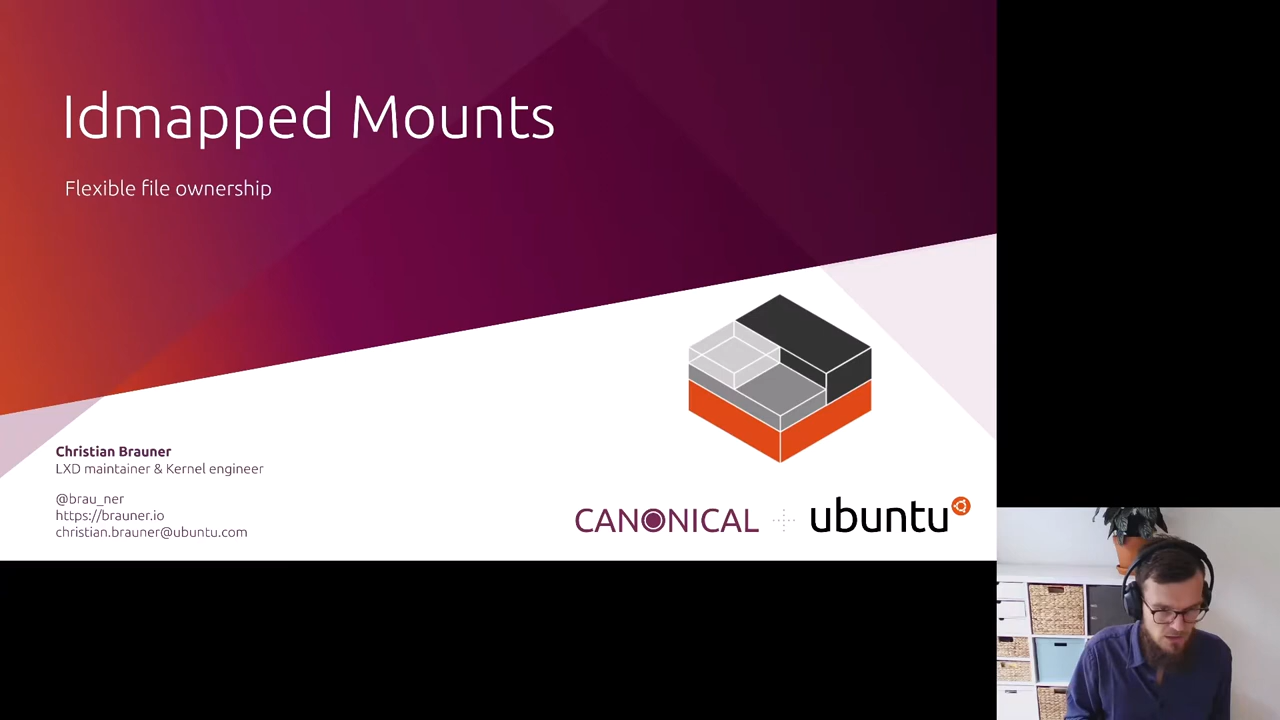 Idmapped Mounts
Flexible file ownership
Christian Brauner
LXD maintainer & Kernel engineer
@brau_ner
https://brauner.io
christian.brauner@ubuntu.com
CANONICAL
ubuntu